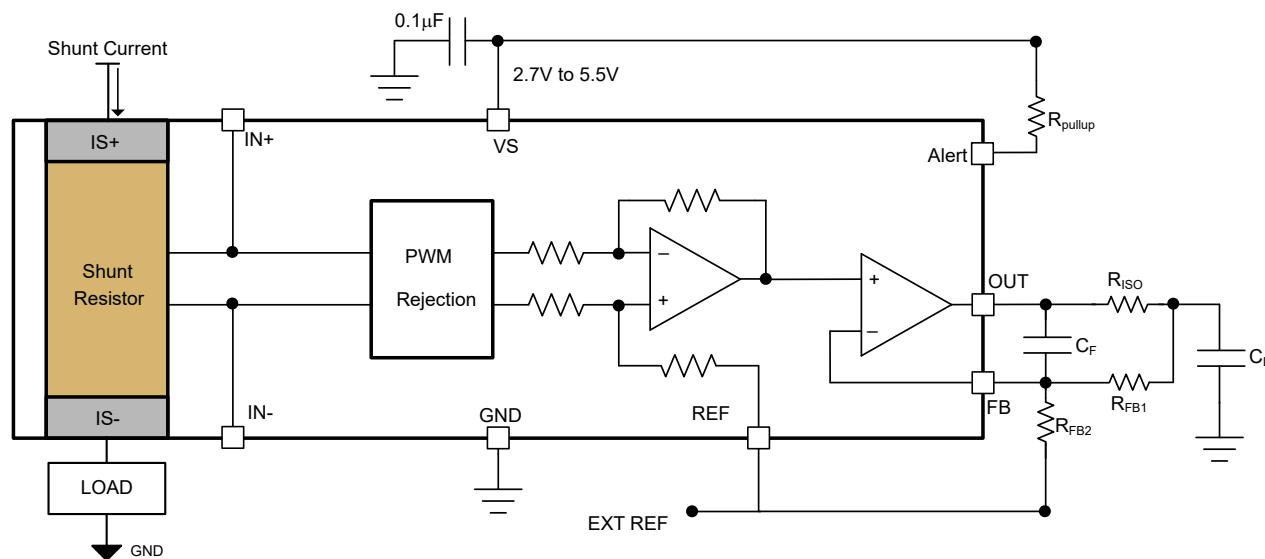 0.1μF
Shunt Current
2.7V to 5.5V
IN+
VS
Rpullup
Alert
IS+
Shunt
Resistor
PWM
Rejection
−
+
+
−
OUT
RISO
CF
FB
RFB1
RFB2
IS-
IN-
GND
REF
LOAD
EXT REF
GND